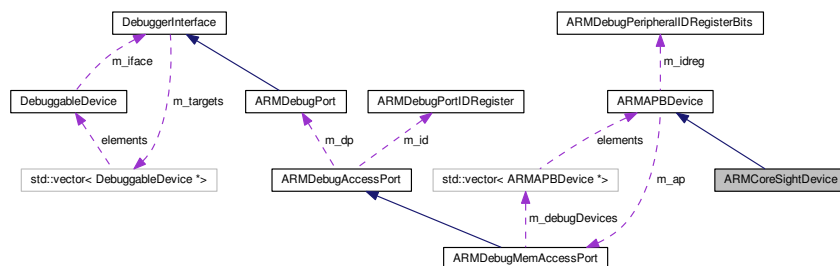 DebuggerInterface
ARMDebugPeripheralIDRegisterBits
m_iface
m_idreg
DebuggableDevice
m_targets
ARMDebugPort
ARMDebugPortIDRegister
ARMAPBDevice
elements
m_dp
m_id
elements
std::vector< DebuggableDevice *>
ARMDebugAccessPort
std::vector< ARMAPBDevice *>
m_ap
ARMCoreSightDevice
m_debugDevices
ARMDebugMemAccessPort